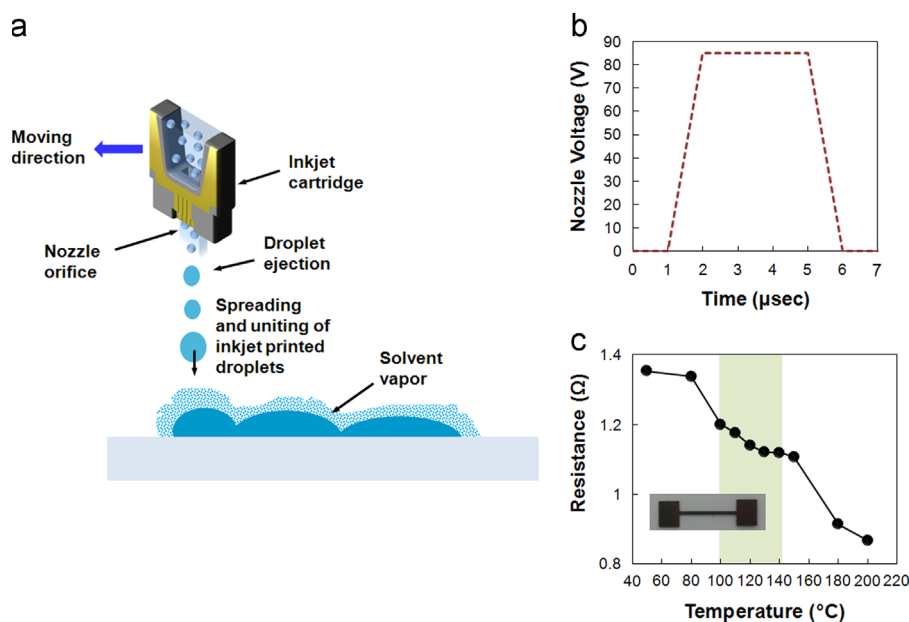 a
Moving
direction
Inkjet
cartridge
Nozzle
orifice
Droplet
ejection
Spreading
and uniting of
inkjet printed
droplets
Solvent
vapor
b
Nozzle Voltage (V)
90
80
70
60
50
40
30
20
10
0
0 1 2 3 4 5 6 7
Time (μsec)
c
Resistance (Ω)
1.4
1.2
1
0.8
40 60 80 100 120 140 160 180 200 220
Temperature (°C)